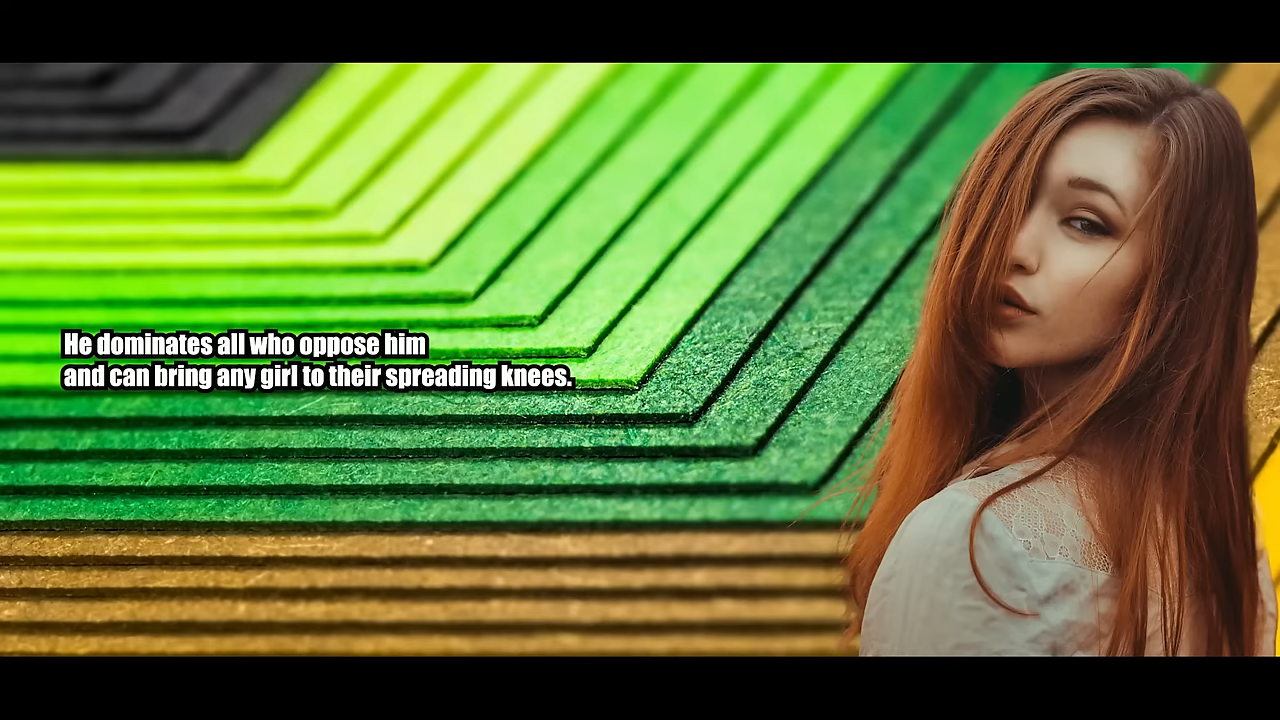 He dominates all who oppose him
and can bring any girl to their spreading knees.